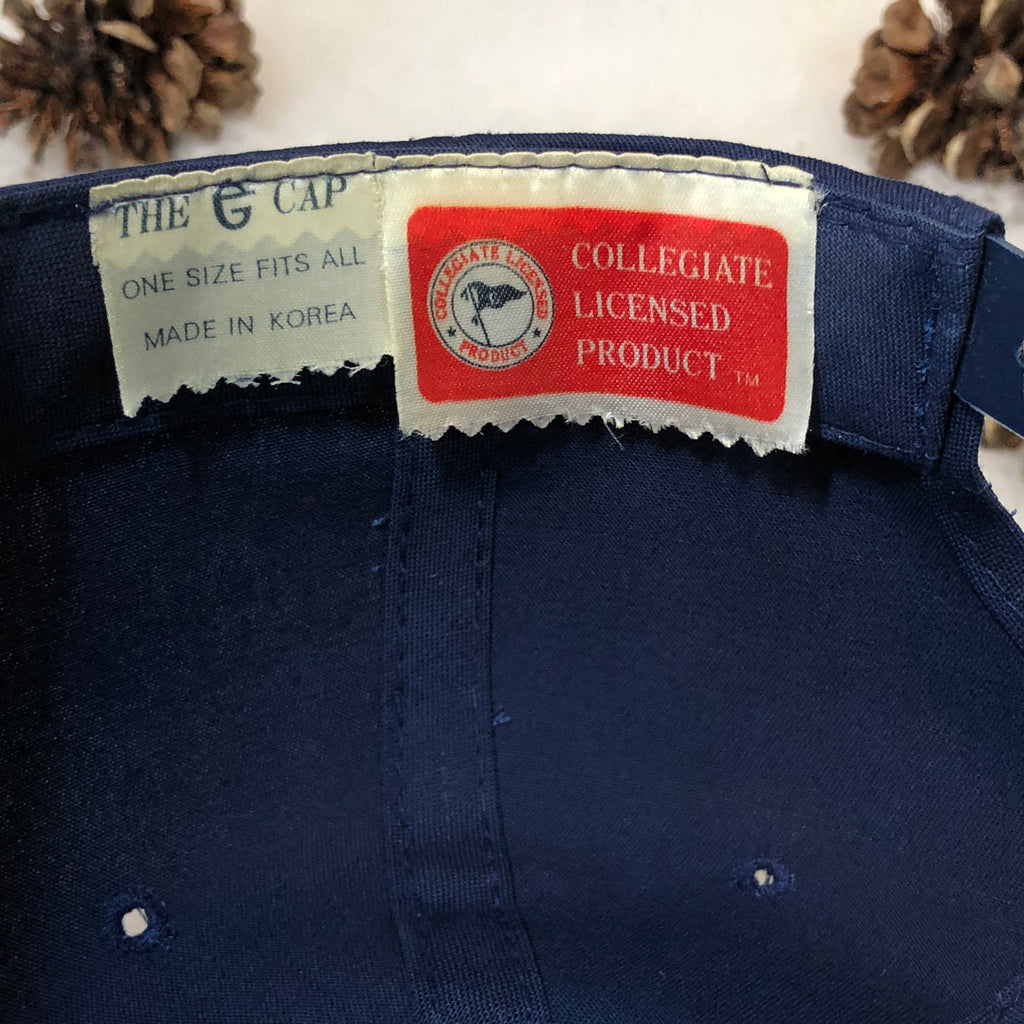 THE G CAP
ONE SIZE FITS ALL
MADE IN KOREA
COLLEGIATE LICENSED
PRODUCT
COLLEGIATE
LICENSED
PRODUCT TM